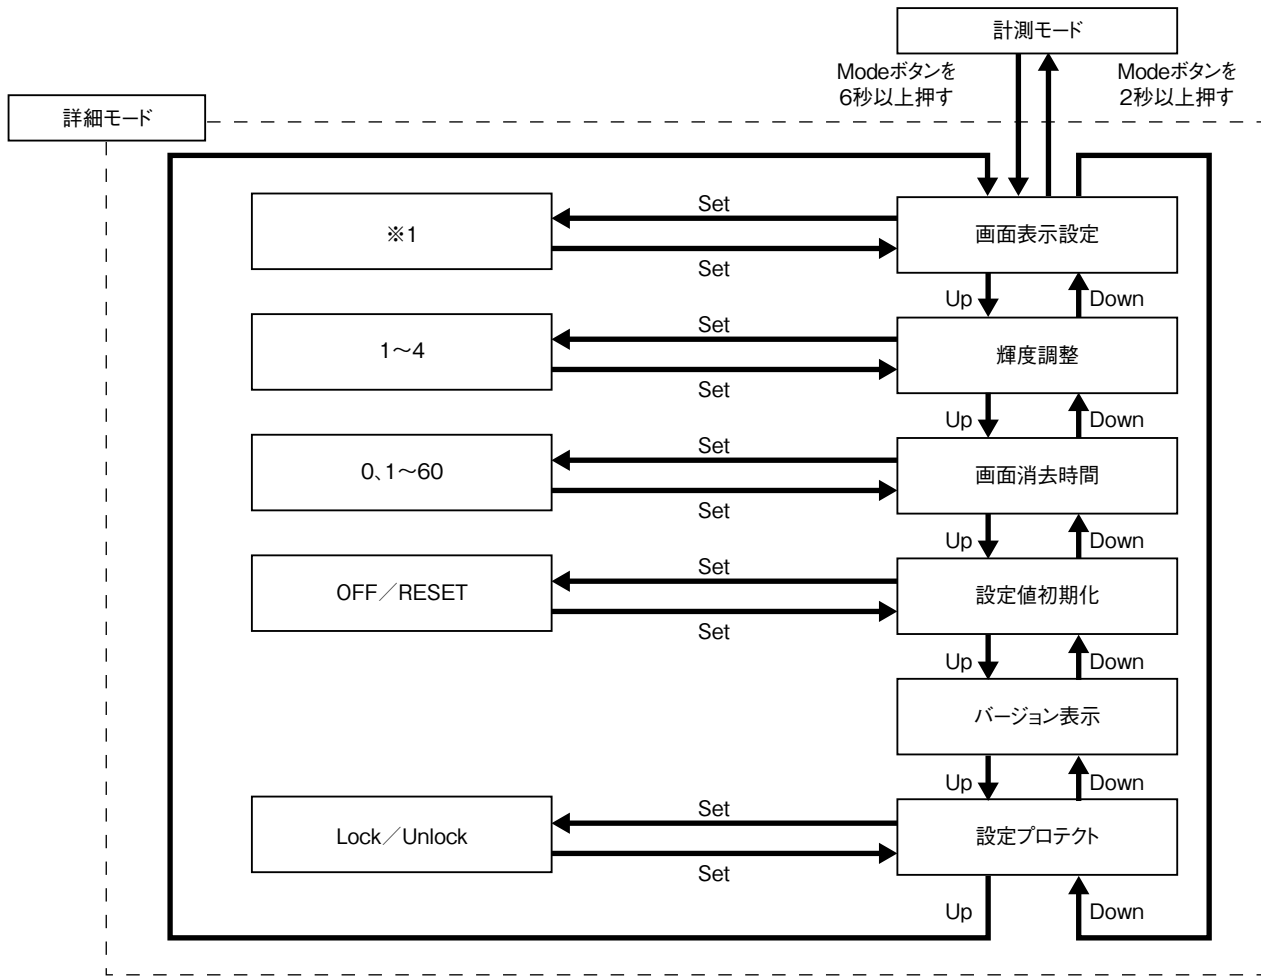 計測モード
Modeボタンを
6秒以上押す
Modeボタンを
2秒以上押す
詳細モード
Set
※1
画面表示設定
Set
Up
Down
Set
1～4
輝度調整
Set
Up
Down
Set
0、1～60
画面消去時間
Set
Up
Down
Set
OFF／RESET
設定値初期化
Set
Up
Down
バージョン表示
Up
Down
Set
Lock／Unlock
設定プロテクト
Set
Up
Down